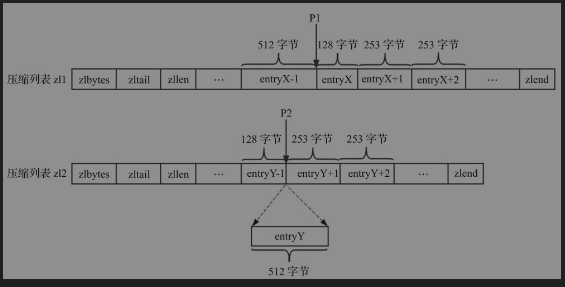 P1
512 字节 128 字节 253 字节 253 字节
压缩列表 zl1 zlbytes zltail zllen ... entryX-1 entryX entryX+1 entryX+2 ... zlend
P2
128 字节 253 字节 253 字节
压缩列表 zl2 zlbytes zltail zllen ... entryY-1 entryY+1 entryY+2 ... zlend
entryY
512 字节